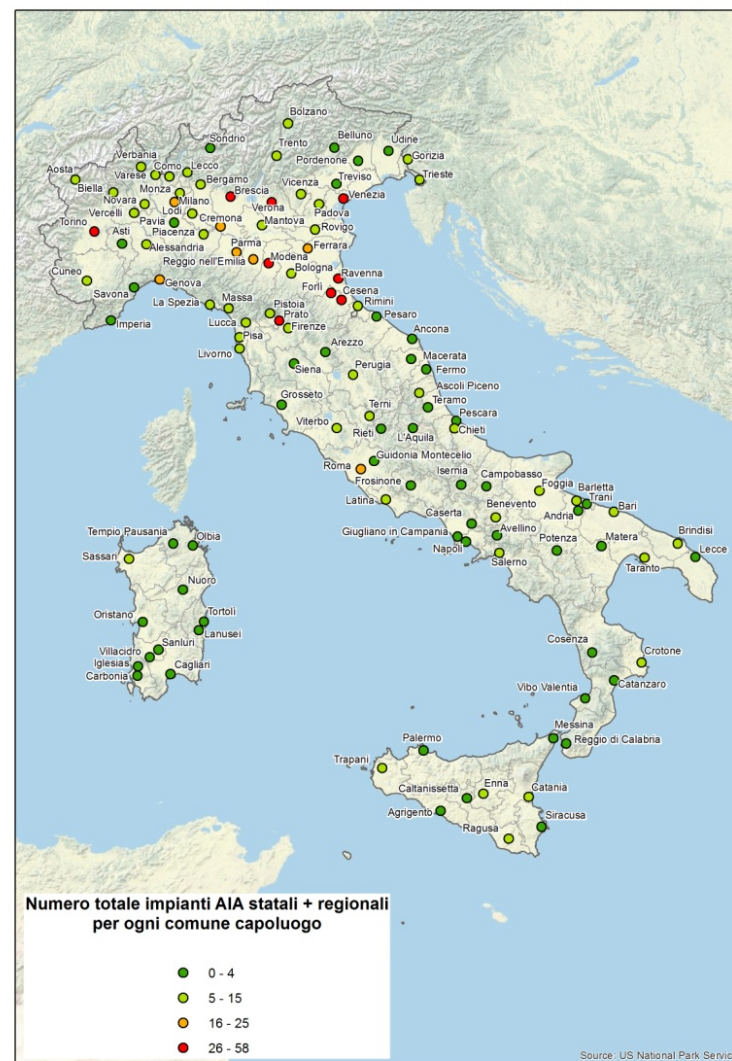 Bolzano
Sondrio
Belluno
Udine
Trento
Pordenone
Gorizia
Verbania
Lecco
Como
Aosta
Varese
Bergamo
Treviso
Trieste
Biella
Monza
Vicenza
Brescia
Venezia
Novara
Milano
Verona
Padova
Vercelli
Lodi
Torino
Pavia
Cremona
Mantova
Rovigo
Asti
Piacenza
Parma
Ferrara
Alessandria
Modena
Reggio nell'Emilia
Bologna
Ravenna
Cuneo
Genova
Forlì
Cesena
Savona
La Spezia
Massa
Rimini
Pistoia
Prato
Pesaro
Imperia
Lucca
Firenze
Pisa
Ancona
Arezzo
Livorno
Macerata
Siena
Fermo
Perugia
Ascoli Piceno
Grosseto
Teramo
Terni
Pescara
Viterbo
Rieti
L'Aquila
Chieti
Guidonia Montecelio
Roma
Isernia
Frosinone
Campobasso
Foggia
Barletta
Latina
Benevento
Trani
Caserta
Andria
Bari
Avellino
Giugliano in Campania
Tempio Pausania
Olbia
Napoli
Potenza
Matera
Brindisi
Sassari
Salerno
Lecce
Taranto
Nuoro
Oristano
Tortolì
Lanusei
Sanluri
Villacidro
Cosenza
Iglesias
Crotone
Carbonia
Cagliari
Catanzaro
Vibo Valentia
Messina
Palermo
Reggio di Calabria
Trapani
Enna
Caltanissetta
Catania
Agrigento
Siracusa
Ragusa
Numero totale impianti AIA statali + regionali
per ogni comune capoluogo
0 - 4
5 - 15
16 - 25
26 - 58
Source: US National Park Servic